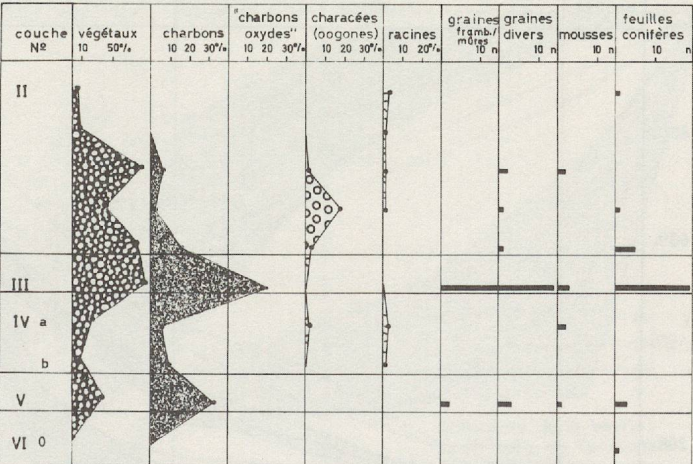 couche Nº
végétaux
10 50%
charbons
10 20 30%
"charbons oxydes"
10 20 30%
characées (oogones)
10 20 30%
racines
10 20%
graines framb./mûres
10 n
graines divers
10 n
mousses
10 n
feuilles conifères
10 n
II
III
IV a
b
V
VI 0